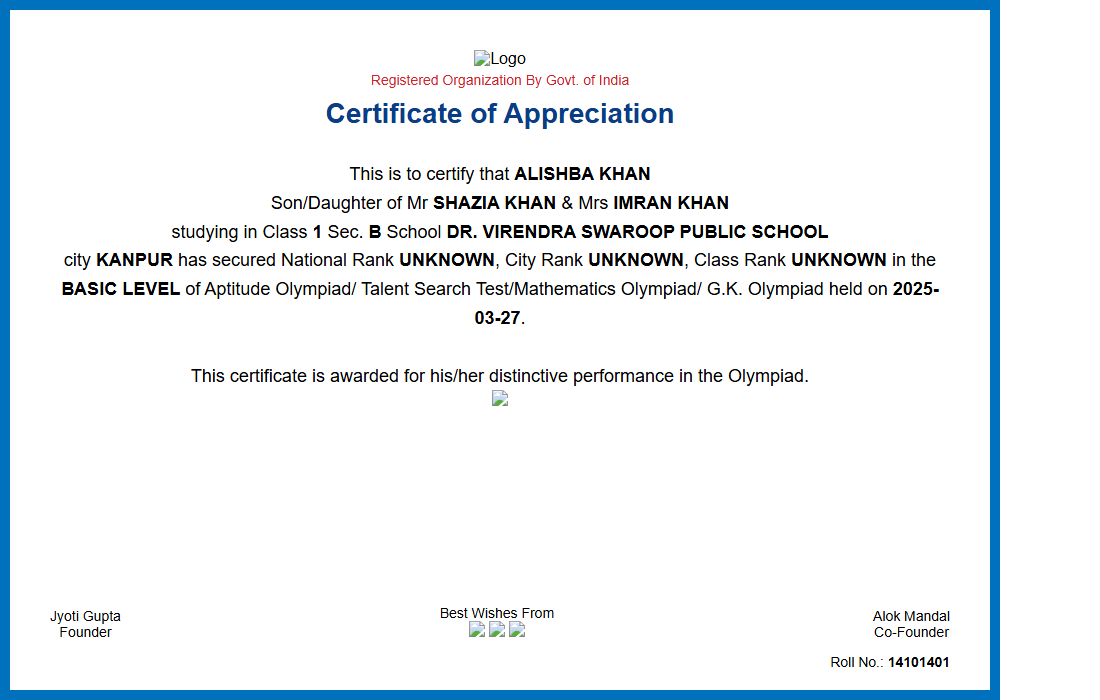 Logo
Registered Organization By Govt. of India
Certificate of Appreciation
This is to certify that ALISHBA KHAN
Son/Daughter of Mr SHAZIA KHAN & Mrs IMRAN KHAN
studying in Class 1 Sec. B School DR. VIRENDRA SWAROOP PUBLIC SCHOOL
city KANPUR has secured National Rank UNKNOWN, City Rank UNKNOWN, Class Rank UNKNOWN in the
BASIC LEVEL of Aptitude Olympiad/ Talent Search Test/Mathematics Olympiad/ G.K. Olympiad held on 2025-
03-27.
This certificate is awarded for his/her distinctive performance in the Olympiad.
Jyoti Gupta
Founder
Best Wishes From
Alok Mandal
Co-Founder
Roll No.: 14101401